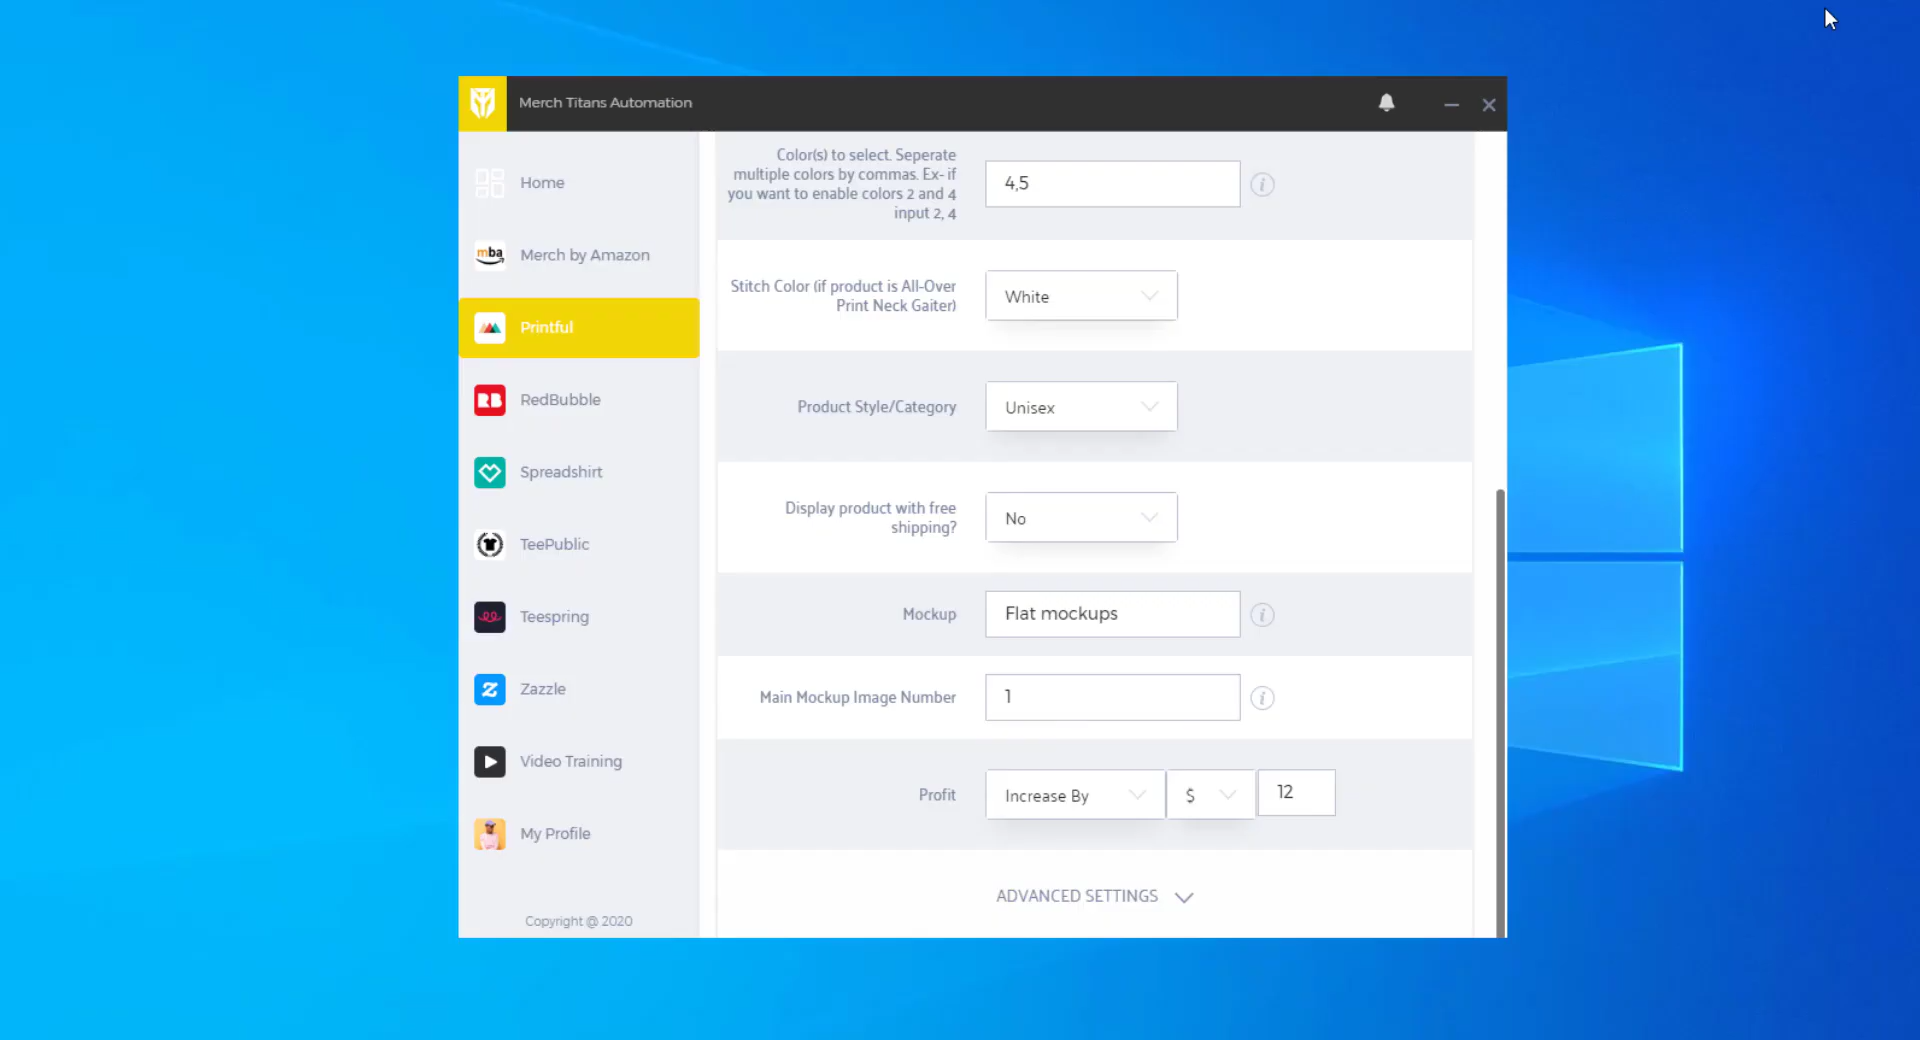 Merch Titans Automation
Home
mba
Merch by Amazon
Printful
RB
RedBubble
Spreadshirt
TeePublic
Teespring
Z
Zazzle
Video Training
My Profile
Copyright @ 2020
Color(s) to select. Seperate
multiple colors by commas. Ex- if
you want to enable colors 2 and 4
input 2, 4
4,5
i
Stitch Color (if product is All-Over
Print Neck Gaiter)
White
Product Style/Category
Unisex
Display product with free
shipping?
No
Mockup
Flat mockups
i
Main Mockup Image Number
1
i
Profit
Increase By
$
12
ADVANCED SETTINGS